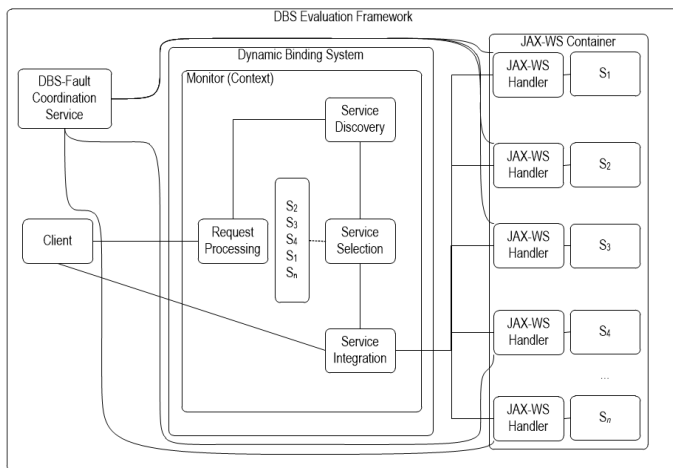 DBS Evaluation Framework
JAX-WS Container
Dynamic Binding System
Monitor (Context)
DBS-Fault
Coordination
Service
Service
Discovery
JAX-WS
Handler
S1
JAX-WS
Handler
S2
S2
S3
S4
S1
Sn
Client
Request
Processing
Service
Selection
JAX-WS
Handler
S3
Service
Integration
JAX-WS
Handler
S4
...
JAX-WS
Handler
Sn